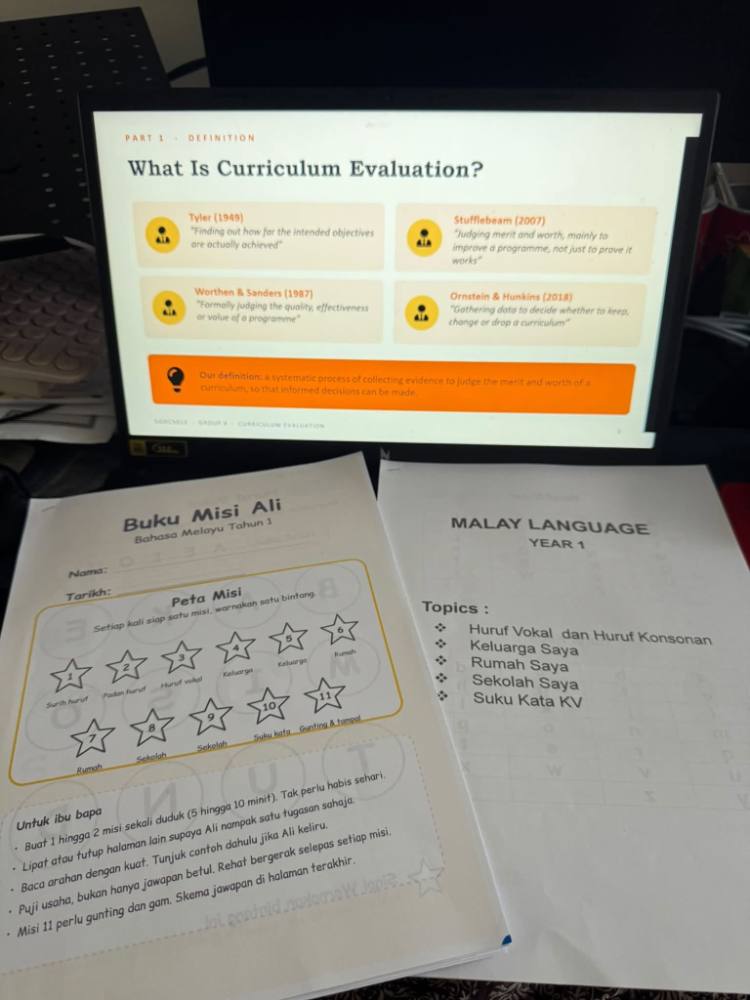 PART 1 · DEFINITION
What Is Curriculum Evaluation?
Tyler (1949)
"Finding out how far the intended objectives
are actually achieved"
Stufflebeam (2007)
"Judging merit and worth, mainly to
improve a programme, not just to prove it
works"
Worthen & Sanders (1987)
"Formally judging the quality, effectiveness
or value of a programme"
Ornstein & Hunkins (2018)
"Gathering data to decide whether to keep,
change or drop a curriculum"
Our definition: a systematic process of collecting evidence to judge the merit and worth of a
curriculum, so that informed decisions can be made.
CURRICULUM EVALUATION
Buku Misi Ali
Bahasa Melayu Tahun 1
Nama:
Tarikh:
Peta Misi
Setiap kali siap satu misi, warnakan satu bintang.
1 2 3 4 5 6
Surih huruf Padan huruf Huruf vokal Keluarga Keluarga Rumah
7 8 9 10 11
Rumah Sekolah Sekolah Suku kata Gunting & tampal
Untuk ibu bapa
• Buat 1 hingga 2 misi sekali duduk (5 hingga 10 minit). Tak perlu habis sehari.
• Lipat atau tutup halaman lain supaya Ali nampak satu tugasan sahaja.
• Baca arahan dengan kuat. Tunjuk contoh dahulu jika Ali keliru.
• Puji usaha, bukan hanya jawapan betul. Rehat bergerak selepas setiap misi.
• Misi 11 perlu gunting dan gam. Skema jawapan di halaman terakhir.
MALAY LANGUAGE
YEAR 1
Topics :
❖ Huruf Vokal dan Huruf Konsonan
❖ Keluarga Saya
❖ Rumah Saya
❖ Sekolah Saya
❖ Suku Kata KV